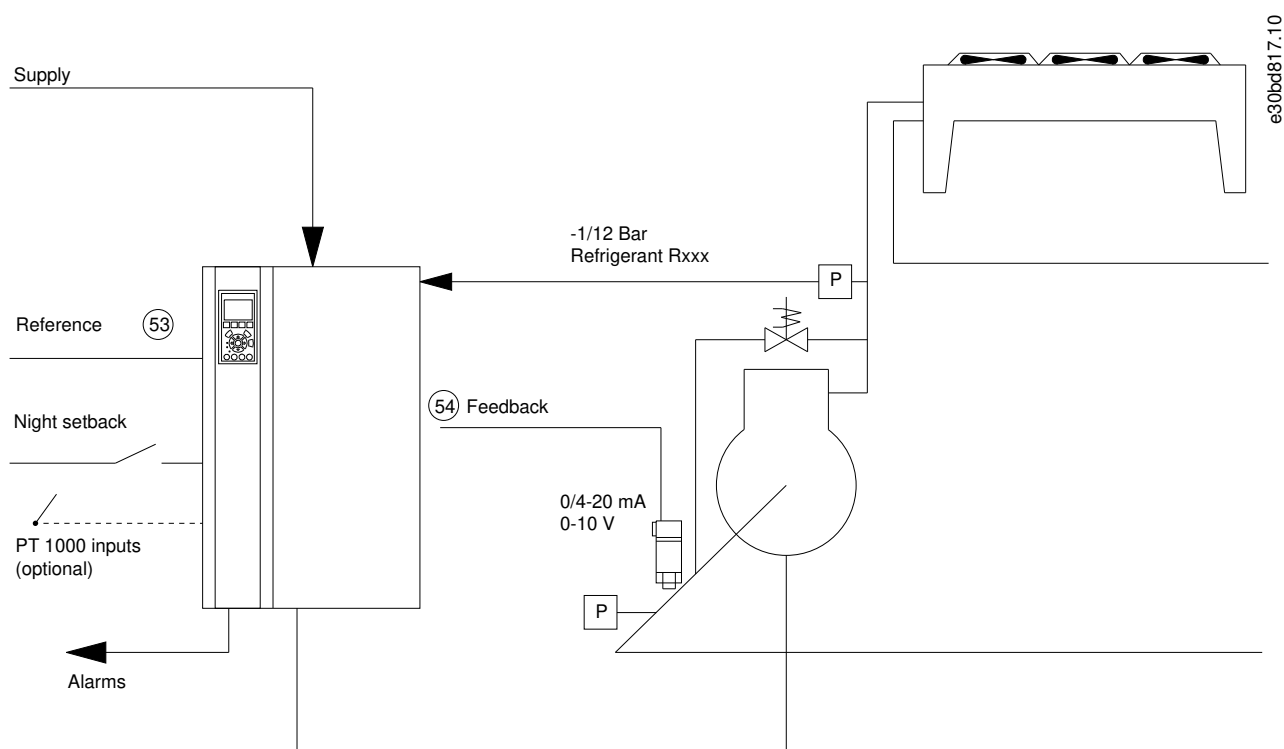 Supply
e30bd817.10
-1/12 Bar
Refrigerant Rxxx
P
Reference
53
54
Feedback
Night setback
0/4-20 mA
0-10 V
PT 1000 inputs
(optional)
P
Alarms